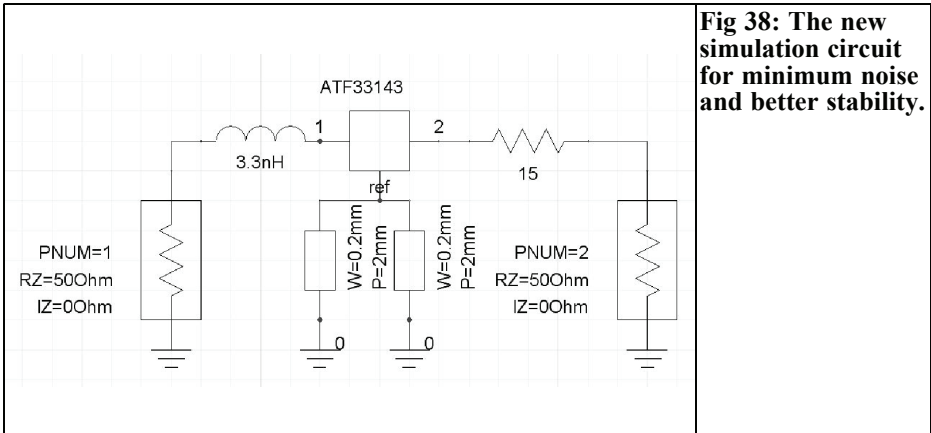 Fig 38: The new
simulation circuit
for minimum noise
and better stability.
ATF33143
1
2
3.3nH
15
ref
W=0.2mm
P=2mm
W=0.2mm
P=2mm
PNUM=1
RZ=50Ohm
IZ=0Ohm
PNUM=2
RZ=50Ohm
IZ=0Ohm
0
0